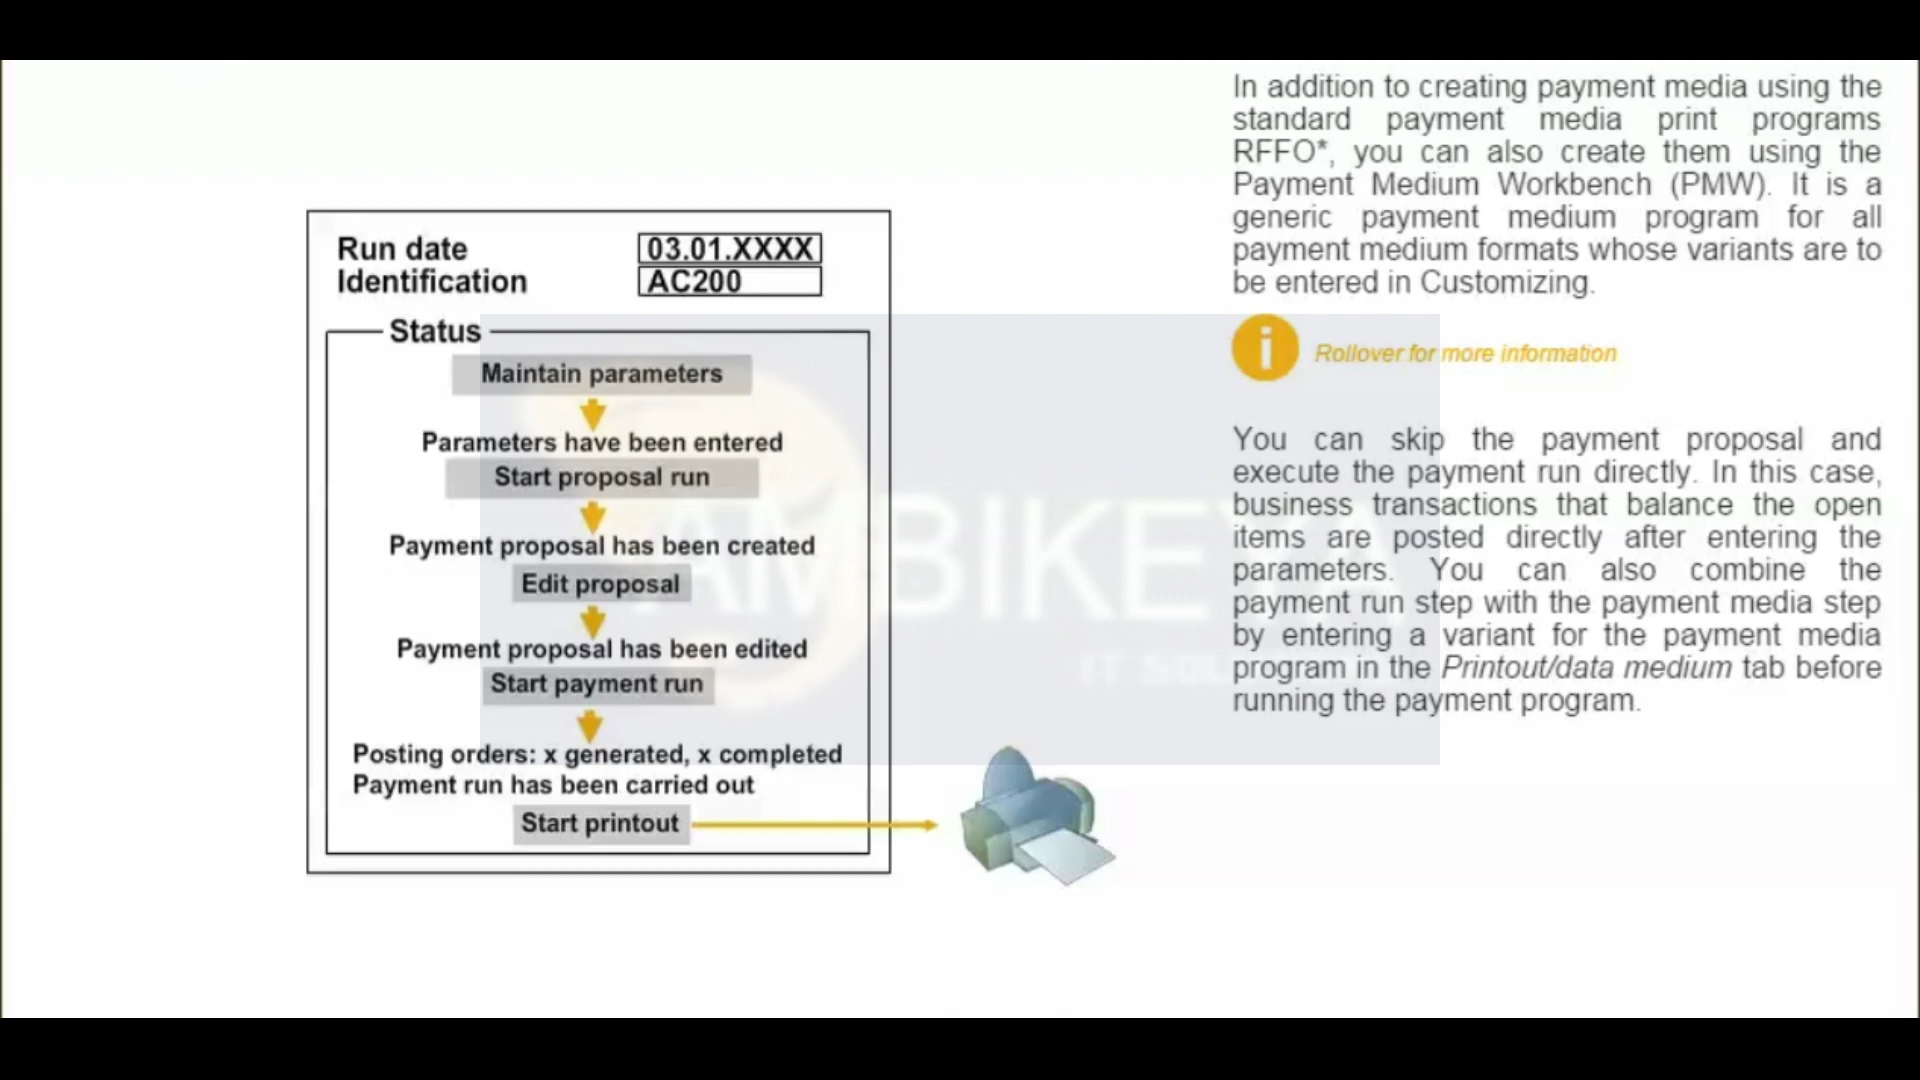 Run date 03.01.XXXX
Identification AC200
Status
Maintain parameters
Parameters have been entered
Start proposal run
Payment proposal has been created
Edit proposal
Payment proposal has been edited
Start payment run
Posting orders: x generated, x completed
Payment run has been carried out
Start printout
In addition to creating payment media using the
standard payment media print programs
RFFO*, you can also create them using the
Payment Medium Workbench (PMW). It is a
generic payment medium program for all
payment medium formats whose variants are to
be entered in Customizing.
Rollover for more information
You can skip the payment proposal and
execute the payment run directly. In this case,
business transactions that balance the open
items are posted directly after entering the
parameters. You can also combine the
payment run step with the payment media step
by entering a variant for the payment media
program in the Printout/data medium tab before
running the payment program.
AMBIKEYA
IT